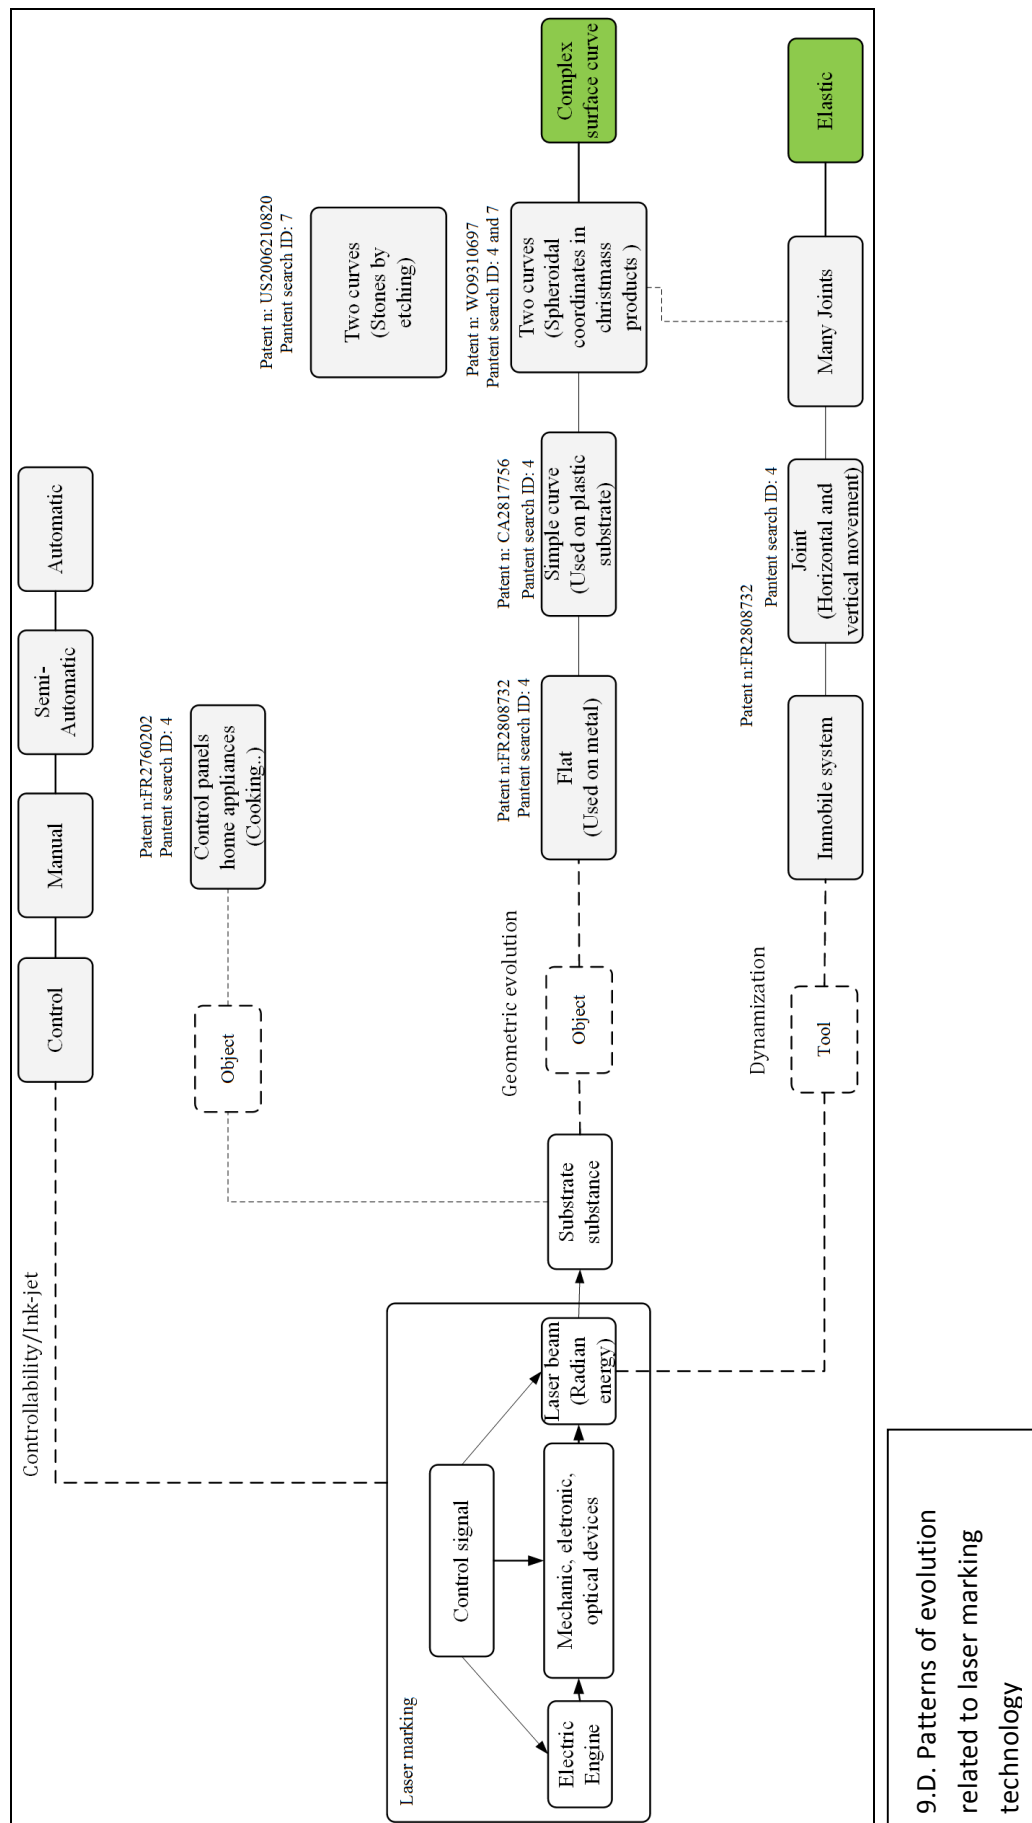 Controllability/Ink-jet
Control
Manual
Semi-
Automatic
Automatic
Patent n:FR2760202
Pantent search ID: 4
Object
Control panels
home appliances
(Cooking..)
Patent n: US2006210820
Pantent search ID: 7
Two curves
(Stones by
etching)
Laser marking
Control signal
Electric
Engine
Mechanic, eletronic,
optical devices
Laser beam
(Radian
energy)
Substrate
substance
Geometric evolution
Object
Patent n:FR2808732
Pantent search ID: 4
Flat
(Used on metal)
Patent n: CA2817756
Pantent search ID: 4
Simple curve
(Used on plastic
substrate)
Patent n: WO9310697
Pantent search ID: 4 and 7
Two curves
(Spheroidal
coordinates in
christmass
products )
Complex
surface curve
Dynamization
Tool
Inmobile system
Patent n:FR2808732
Pantent search ID: 4
Joint
(Horizontal and
vertical movement)
Many Joints
Elastic
9.D. Patterns of evolution
related to laser marking
technology